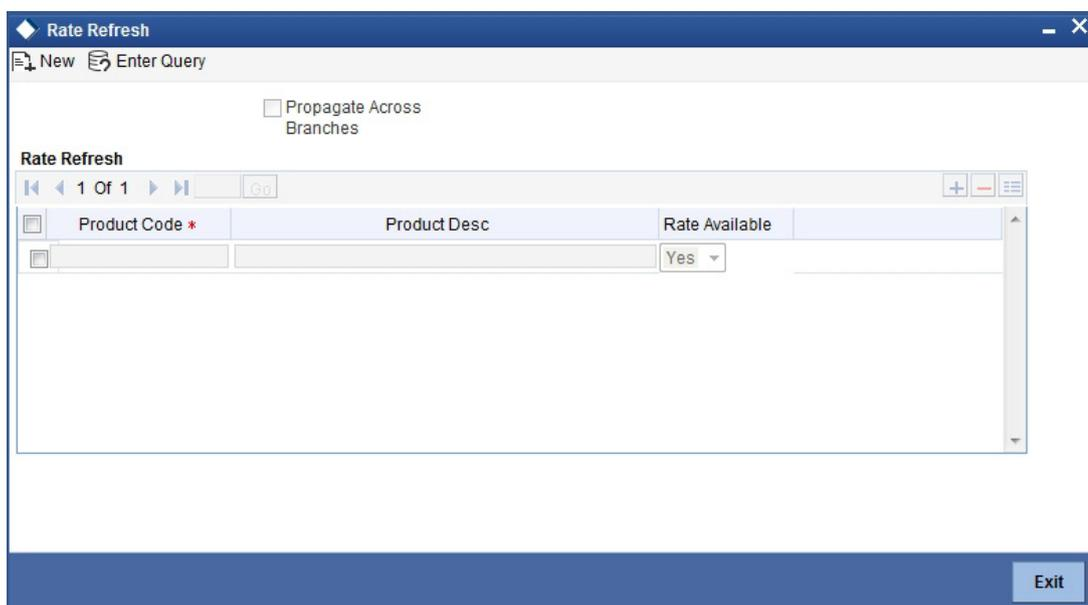 Rate Refresh
New Enter Query
Propagate Across
Branches
Rate Refresh
1 Of 1 Go
Product Code * Product Desc Rate Available
Yes
Exit